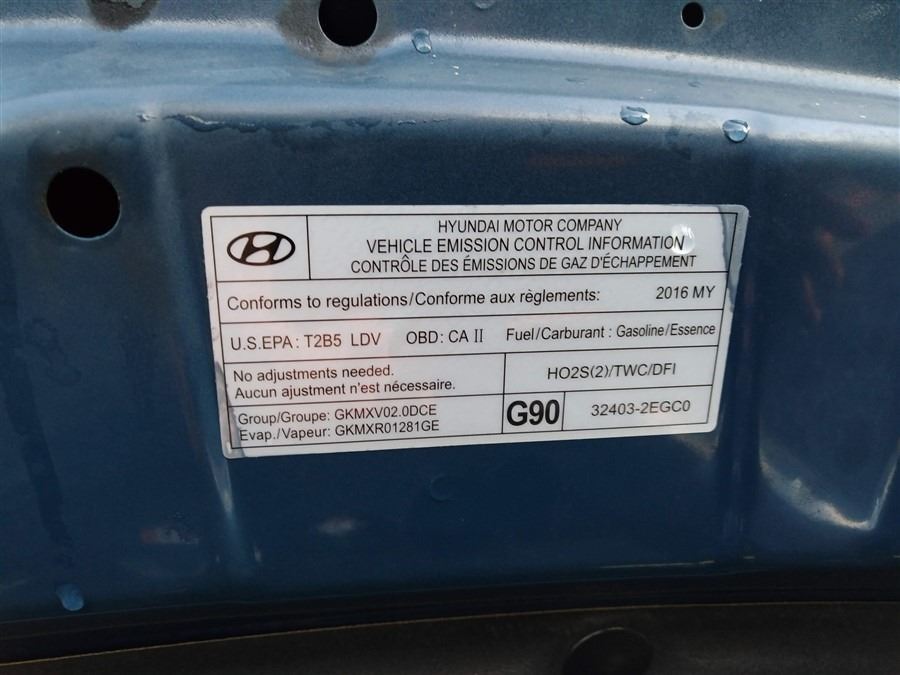 HYUNDAI MOTOR COMPANY
VEHICLE EMISSION CONTROL INFORMATION
CONTRÔLE DES ÉMISSIONS DE GAZ D'ÉCHAPPEMENT
Conforms to regulations/Conforme aux règlements: 2016 MY
U.S.EPA: T2B5 LDV OBD: CA II Fuel/Carburant : Gasoline/Essence
No adjustments needed.
Aucun ajustment n'est nécessaire.
HO2S(2)/TWC/DFI
Group/Groupe: GKMXV02.0DCE
Evap./Vapeur: GKMXR01281GE
G90
32403-2EGC0